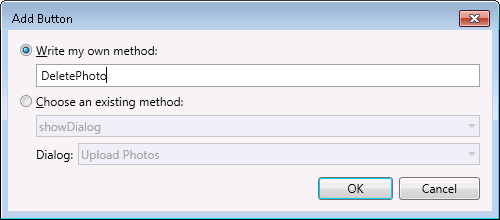 Add Button
Write my own method:
DeletePhoto
Choose an existing method:
showDialog
Dialog: Upload Photos
OK Cancel